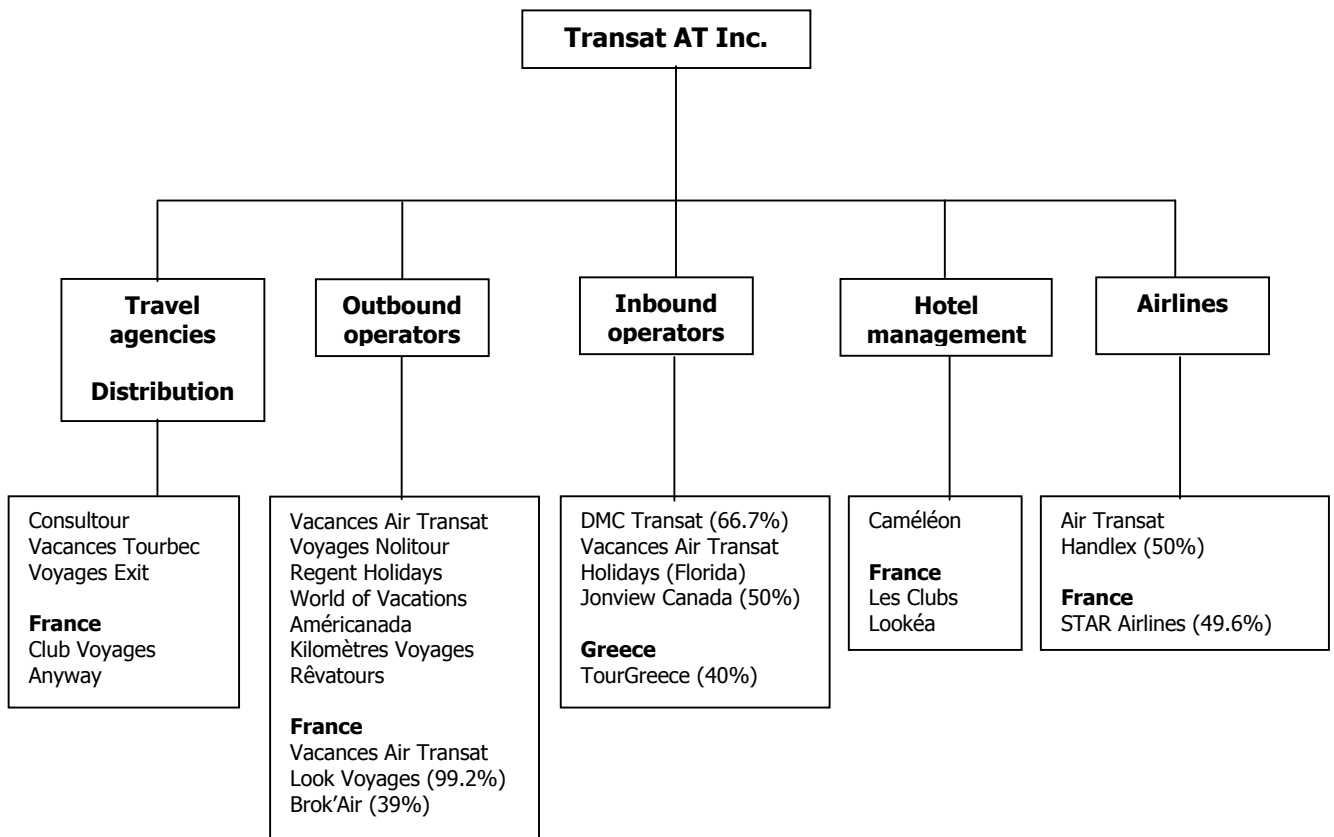 Transat AT Inc.
Travel
agencies
Distribution
Outbound
operators
Inbound
operators
Hotel
management
Airlines
Consultour
Vacances Tourbec
Voyages Exit
France
Club Voyages
Anyway
Vacances Air Transat
Voyages Nolitour
Regent Holidays
World of Vacations
Américanada
Kilomètres Voyages
Rêvatours
France
Vacances Air Transat
Look Voyages (99.2%)
Brok’Air (39%)
DMC Transat (66.7%)
Vacances Air Transat
Holidays (Florida)
Jonview Canada (50%)
Greece
TourGreece (40%)
Caméléon
France
Les Clubs
Lookéa
Air Transat
Handlex (50%)
France
STAR Airlines (49.6%)